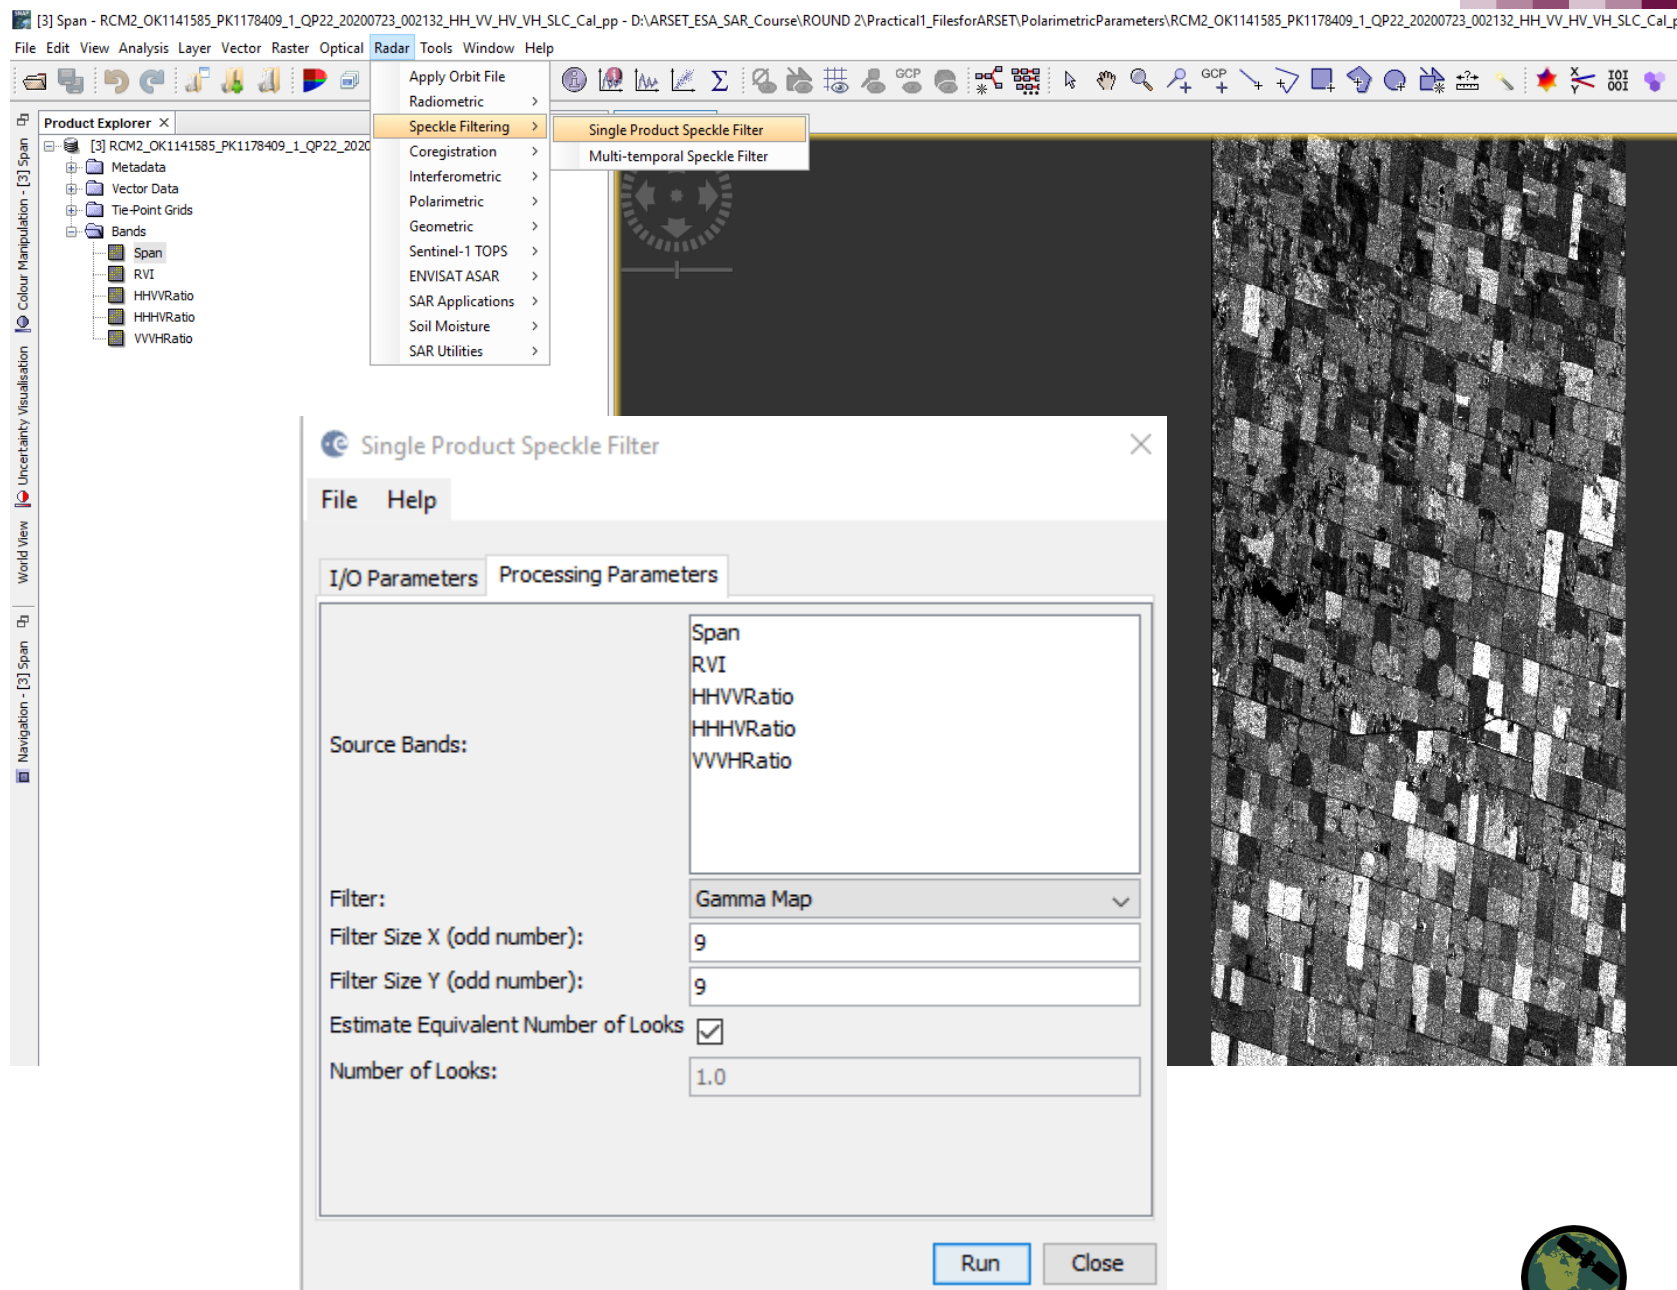 [3] Span - RCM2_OK1141585_PK1178409_1_QP22_20200723_002132_HH_VV_HV_VH_SLC_Cal_pp - D:\ARSET_ESA_SAR_Course\ROUND 2\Practical1_FilesforARSET\PolarimetricParameters\RCM2_OK1141585_PK1178409_1_QP22_20200723_002132_HH_VV_HV_VH_SLC_Cal_p
File Edit View Analysis Layer Vector Raster Optical Radar Tools Window Help
GCP GCP
Product Explorer
[3] RCM2_OK1141585_PK1178409_1_QP22_2020
Metadata
Vector Data
Tie-Point Grids
Bands
Span
RVI
HHVVRatio
HHHVRatio
VVVHRatio
[3] Span
Colour Manipulation - [3] Span
Uncertainty Visualisation
World View
Navigation - [3] Span
Apply Orbit File
Radiometric
Speckle Filtering
Coregistration
Interferometric
Polarimetric
Geometric
Sentinel-1 TOPS
ENVISAT ASAR
SAR Applications
Soil Moisture
SAR Utilities
Single Product Speckle Filter
Multi-temporal Speckle Filter
Single Product Speckle Filter
File Help
I/O Parameters Processing Parameters
Source Bands:
Span
RVI
HHVVRatio
HHHVRatio
VVVHRatio
Filter: Gamma Map
Filter Size X (odd number): 9
Filter Size Y (odd number): 9
Estimate Equivalent Number of Looks
Number of Looks: 1.0
Run Close